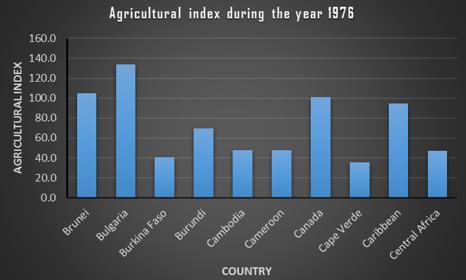 Agricultural index during the year 1976
160.0
140.0
120.0
100.0
80.0
60.0
40.0
20.0
0.0
AGRICULTURAL INDEX
Brunei
Bulgaria
Burkina Faso
Burundi
Cambodia
Cameroon
Canada
Cape Verde
Caribbean
Central Africa
COUNTRY